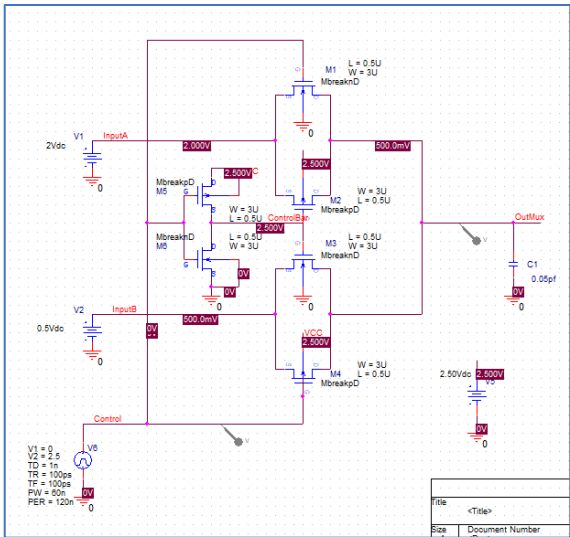 M1
L = 0.5U
W = 3U
MbreaknD
0
V1
2Vdc
InputA
2.000V
0
2.500V
500.0mV
2.500V
C
MbreakpD
M5
W = 3U
L = 0.5U
M2
MbreakpD
W = 3U
L = 0.5U
2.500V
ControlBar
OutMux
V
MbreaknD
M6
L = 0.5U
W = 3U
M3
MbreaknD
L = 0.5U
W = 3U
C1
0.05pf
0V
0V
0V
0
0
V2
0.5Vdc
InputB
500.0mV
0
0V
VCC
2.500V
M4
MbreakpD
W = 3U
L = 0.5U
2.50Vdc
2.500V
V5
0V
0
Control
V
V6
V1 = 0
V2 = 2.5
TD = 1n
TR = 100ps
TF = 100ps
PW = 60n
PER = 120n
0V
0
Title
<Title>
Size
Document Number